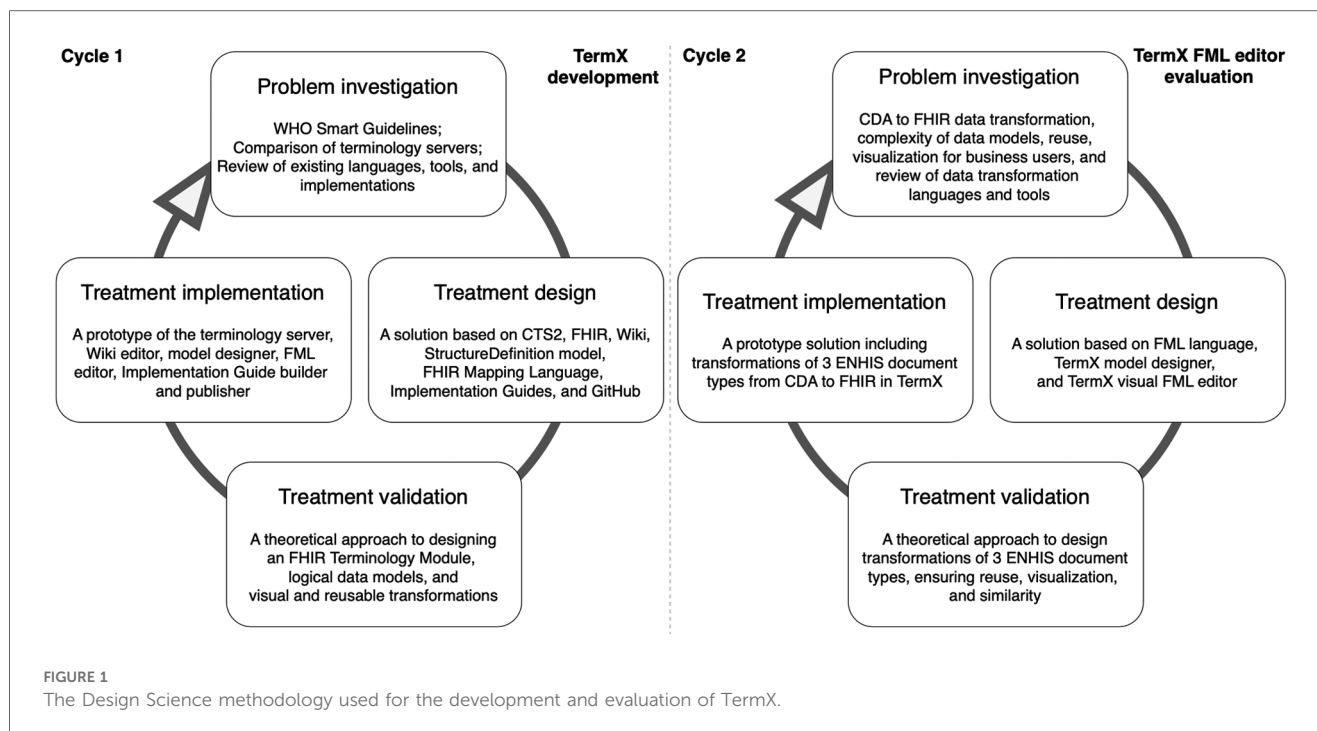 Cycle 1
TermX
development
Problem investigation
WHO Smart Guidelines;
Comparison of terminology servers;
Review of existing languages, tools, and
implementations
Treatment implementation
A prototype of the terminology server,
Wiki editor, model designer, FML
editor, Implementation Guide builder
and publisher
Treatment design
A solution based on CTS2, FHIR, Wiki,
StructureDefinition model,
FHIR Mapping Language,
Implementation Guides, and GitHub
Treatment validation
A theoretical approach to designing
an FHIR Terminology Module,
logical data models, and
visual and reusable transformations
Cycle 2
TermX FML editor
evaluation
Problem investigation
CDA to FHIR data transformation,
complexity of data models, reuse,
visualization for business users, and
review of data transformation
languages and tools
Treatment implementation
A prototype solution including
transformations of 3 ENHIS document
types from CDA to FHIR in TermX
Treatment design
A solution based on FML language,
TermX model designer,
and TermX visual FML editor
Treatment validation
A theoretical approach to design
transformations of 3 ENHIS document
types, ensuring reuse, visualization,
and similarity
FIGURE 1
The Design Science methodology used for the development and evaluation of TermX.